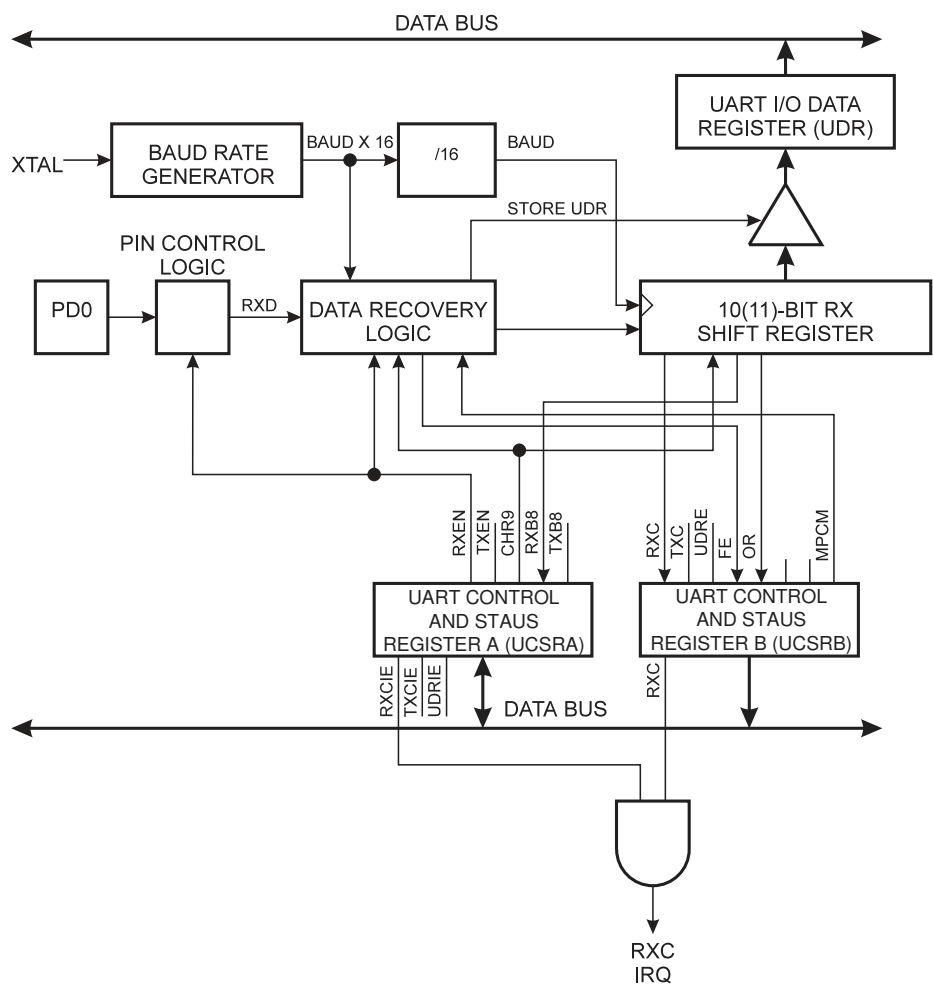 DATA BUS
UART I/O DATA
REGISTER (UDR)
XTAL
BAUD RATE
GENERATOR
BAUD X 16
/16
BAUD
STORE UDR
PIN CONTROL
LOGIC
PD0
RXD
DATA RECOVERY
LOGIC
10(11)-BIT RX
SHIFT REGISTER
RXEN
TXEN
CHR9
RXB8
TXB8
RXC
TXC
UDRE
FE
OR
MPCM
UART CONTROL
AND STAUS
REGISTER A (UCSRA)
UART CONTROL
AND STAUS
REGISTER B (UCSRB)
RXCIE
TXCIE
UDRIE
RXC
DATA BUS
RXC
IRQ